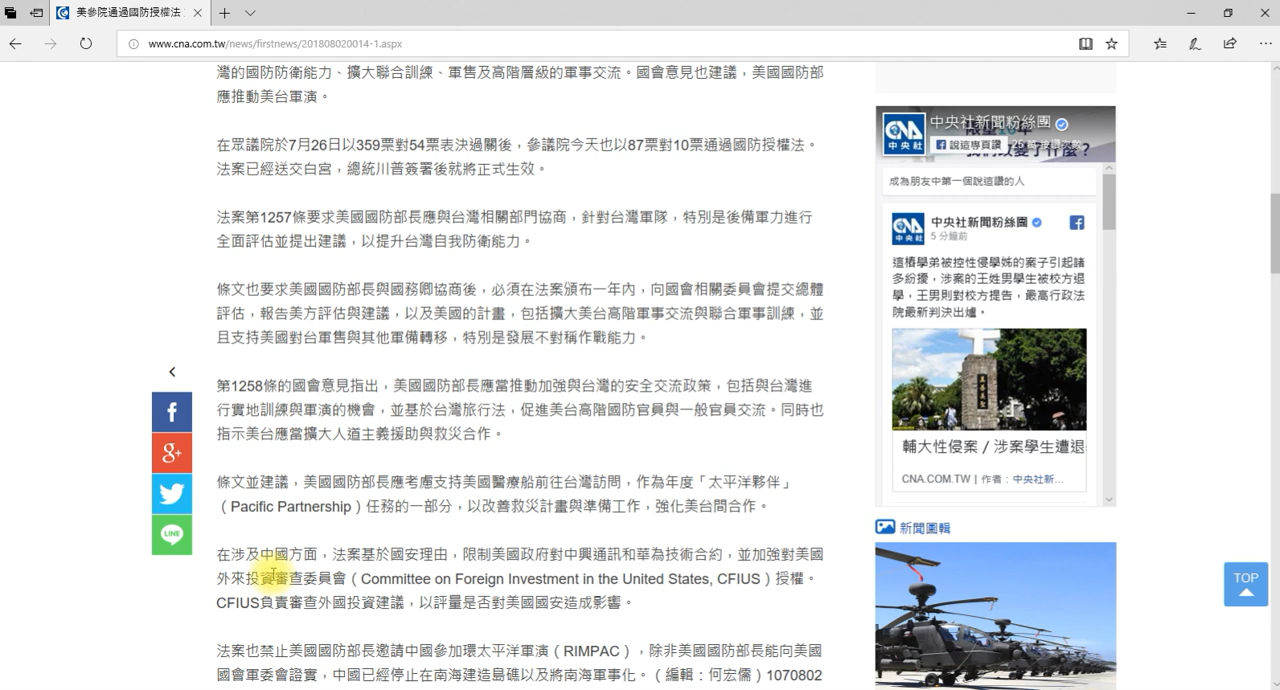 美參院通過國防授權法
www.cna.com.tw/news/firstnews/201808020014-1.aspx
灣的國防防衛能力、擴大聯合訓練、軍售及高階層級的軍事交流。國會意見也建議，美國國防部
應推動美台軍演。
在眾議院於7月26日以359票對54票表決過關後，參議院今天也以87票對10票通過國防授權法。
法案已經送交白宮，總統川普簽署後就將正式生效。
法案第1257條要求美國國防部長應與台灣相關部門協商，針對台灣軍隊，特別是後備軍力進行
全面評估並提出建議，以提升台灣自我防衛能力。
條文也要求美國國防部長與國務卿協商後，必須在法案頒布一年內，向國會相關委員會提交總體
評估，報告美方評估與建議，以及美國的計畫，包括擴大美台高階軍事交流與聯合軍事訓練，並
且支持美國對台軍售與其他軍備轉移，特別是發展不對稱作戰能力。
第1258條的國會意見指出，美國國防部長應當推動加強與台灣的安全交流政策，包括與台灣進
行實地訓練與軍演的機會，並基於台灣旅行法，促進美台高階國防官員與一般官員交流。同時也
指示美台應當擴大人道主義援助與救災合作。
條文並建議，美國國防部長應考慮支持美國醫療船前往台灣訪問，作為年度「太平洋夥伴」
（Pacific Partnership）任務的一部分，以改善救災計畫與準備工作，強化美台間合作。
在涉及中國方面，法案基於國安理由，限制美國政府對中興通訊和華為技術合約，並加強對美國
外來投資審查委員會（Committee on Foreign Investment in the United States, CFIUS）授權。
CFIUS負責審查外國投資建議，以評量是否對美國國安造成影響。
法案也禁止美國國防部長邀請中國參加環太平洋軍演（RIMPAC），除非美國國防部長能向美國
國會軍委會證實，中國已經停止在南海建造島礁以及將南海軍事化。（編輯：何宏儒）1070802
f
g+
LINE
CNA
中央社
中央社新聞粉絲團
說這專頁讚
變了什麼?
成為朋友中第一個說這讚的人
CNA
中央社
中央社新聞粉絲團
5 分鐘前
這樁學弟被控性侵學姊的案子引起諸
多紛擾，涉案的王姓男學生被校方退
學，王男則對校方提告，最高行政法
院最新判決出爐。
輔大性侵案 / 涉案學生遭退
CNA.COM.TW | 作者：中央社新...
新聞圖輯
TOP